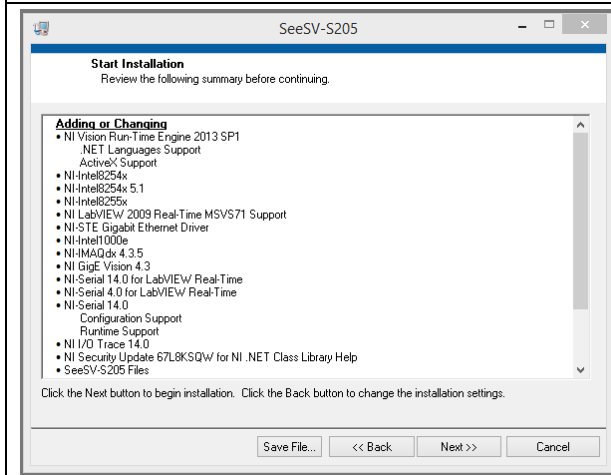 SeeSV-S205
Start Installation
Review the following summary before continuing.
Adding or Changing
• NI Vision Run-Time Engine 2013 SP1
.NET Languages Support
ActiveX Support
• NI-Intel8254x
• NI-Intel8254x 5.1
• NI-Intel8255x
• NI LabVIEW 2009 Real-Time MSVS71 Support
• NI-STE Gigabit Ethernet Driver
• NI-Intel1000e
• NI-IMAQdx 4.3.5
• NI GigE Vision 4.3
• NI-Serial 14.0 for LabVIEW Real-Time
• NI-Serial 4.0 for LabVIEW Real-Time
• NI-Serial 14.0
Configuration Support
Runtime Support
• NI I/O Trace 14.0
• NI Security Update 67L8KSQW for NI .NET Class Library Help
• SeeSV-S205 Files
Click the Next button to begin installation. Click the Back button to change the installation settings.
Save File... << Back Next >> Cancel